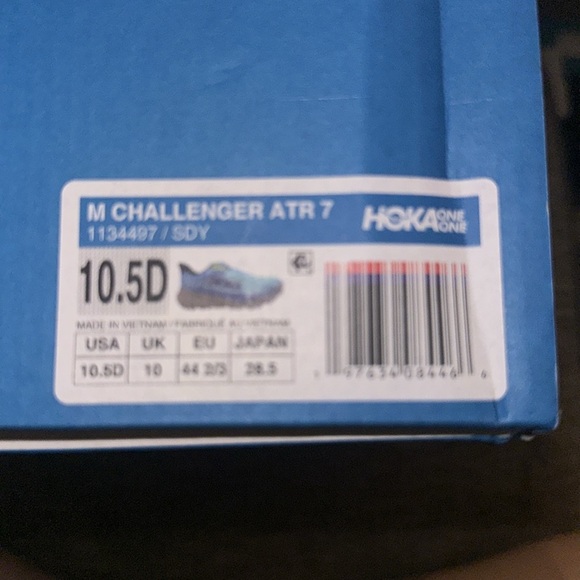 M CHALLENGER ATR 7
1134497 / SDY
HOKA ONE ONE
10.5D
MADE IN VIETNAM / FABRIQUÉ AU VIETNAM
USA UK EU JAPAN
10.5D 10 44 2/3 28.5